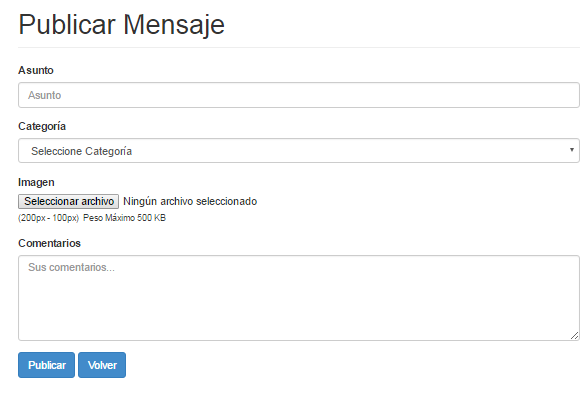 Publicar Mensaje
Asunto
Asunto
Categoría
Seleccione Categoría
Imagen
Seleccionar archivo Ningún archivo seleccionado
(200px - 100px) Peso Máximo 500 KB
Comentarios
Sus comentarios...
Publicar Volver